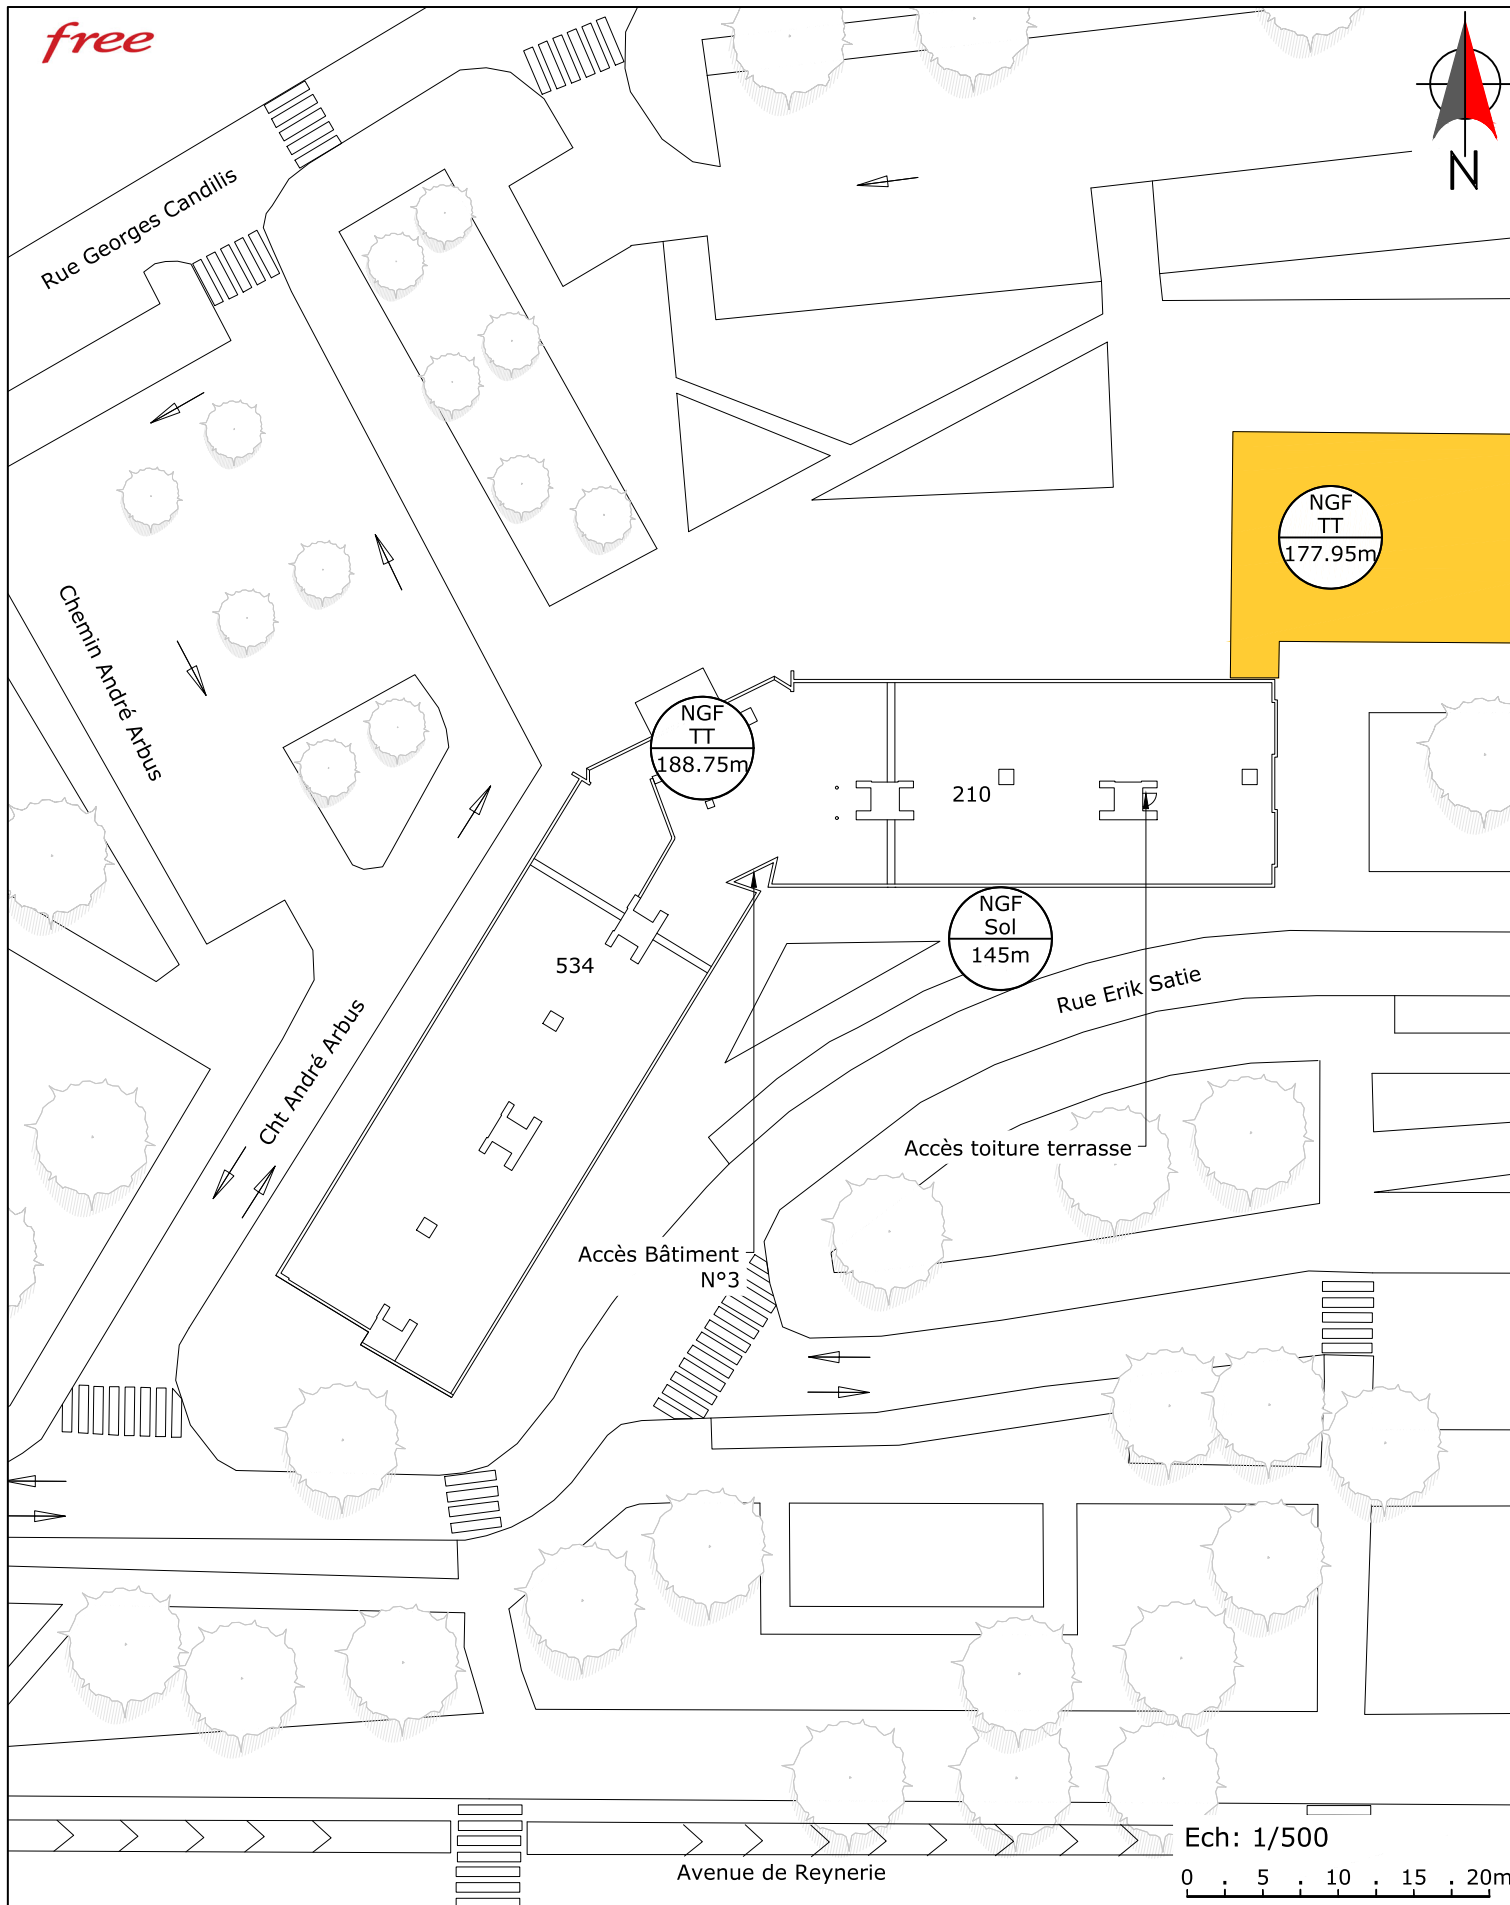 free
N
Rue Georges Candilis
NGF
TT
177.95m
Chemin André Arbus
NGF
TT
188.75m
210
NGF
Sol
145m
534
Rue Erik Satie
Cht André Arbus
Accès toiture terrasse
Accès Bâtiment
N°3
Ech: 1/500
0 . 5 . 10 . 15 . 20m
Avenue de Reynerie